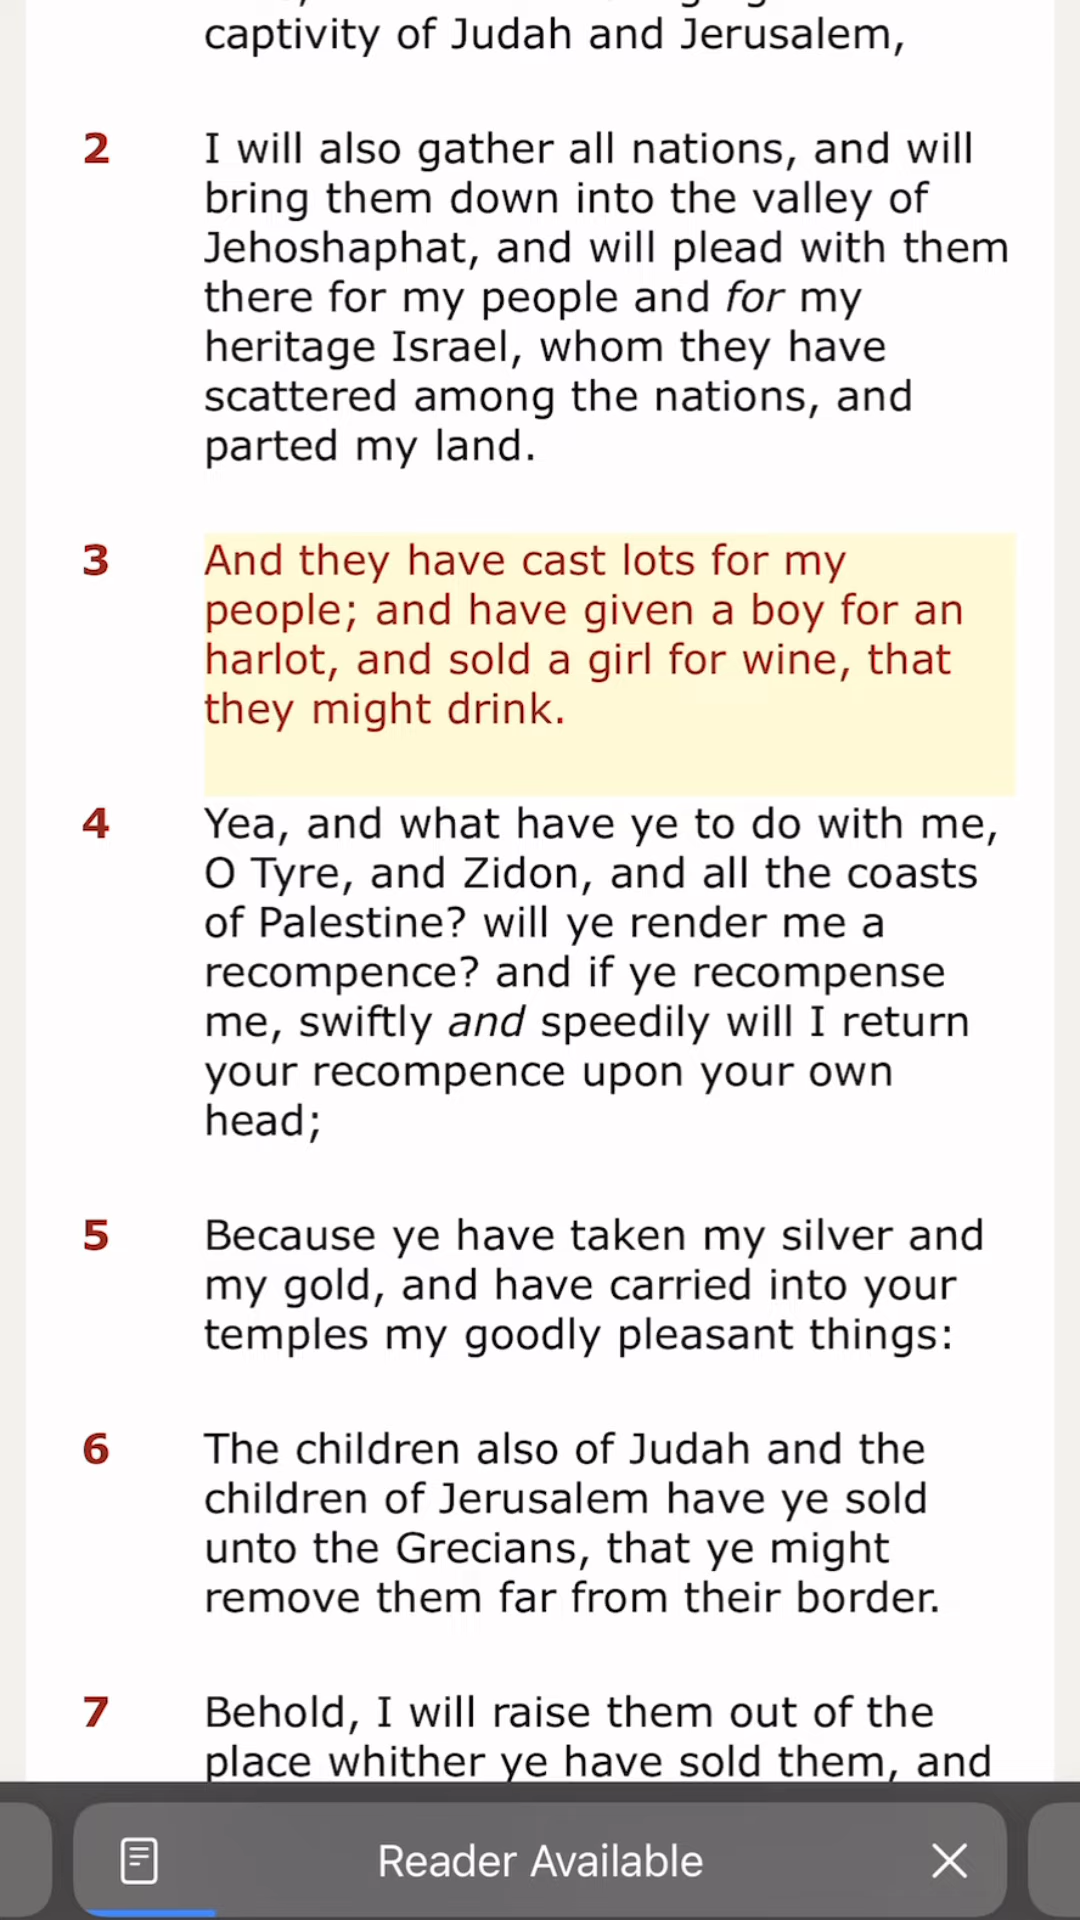 captivity of Judah and Jerusalem,
2 I will also gather all nations, and will
bring them down into the valley of
Jehoshaphat, and will plead with them
there for my people and for my
heritage Israel, whom they have
scattered among the nations, and
parted my land.
3 And they have cast lots for my
people; and have given a boy for an
harlot, and sold a girl for wine, that
they might drink.
4 Yea, and what have ye to do with me,
O Tyre, and Zidon, and all the coasts
of Palestine? will ye render me a
recompence? and if ye recompense
me, swiftly and speedily will I return
your recompence upon your own
head;
5 Because ye have taken my silver and
my gold, and have carried into your
temples my goodly pleasant things:
6 The children also of Judah and the
children of Jerusalem have ye sold
unto the Grecians, that ye might
remove them far from their border.
7 Behold, I will raise them out of the
place whither ye have sold them, and
Reader Available